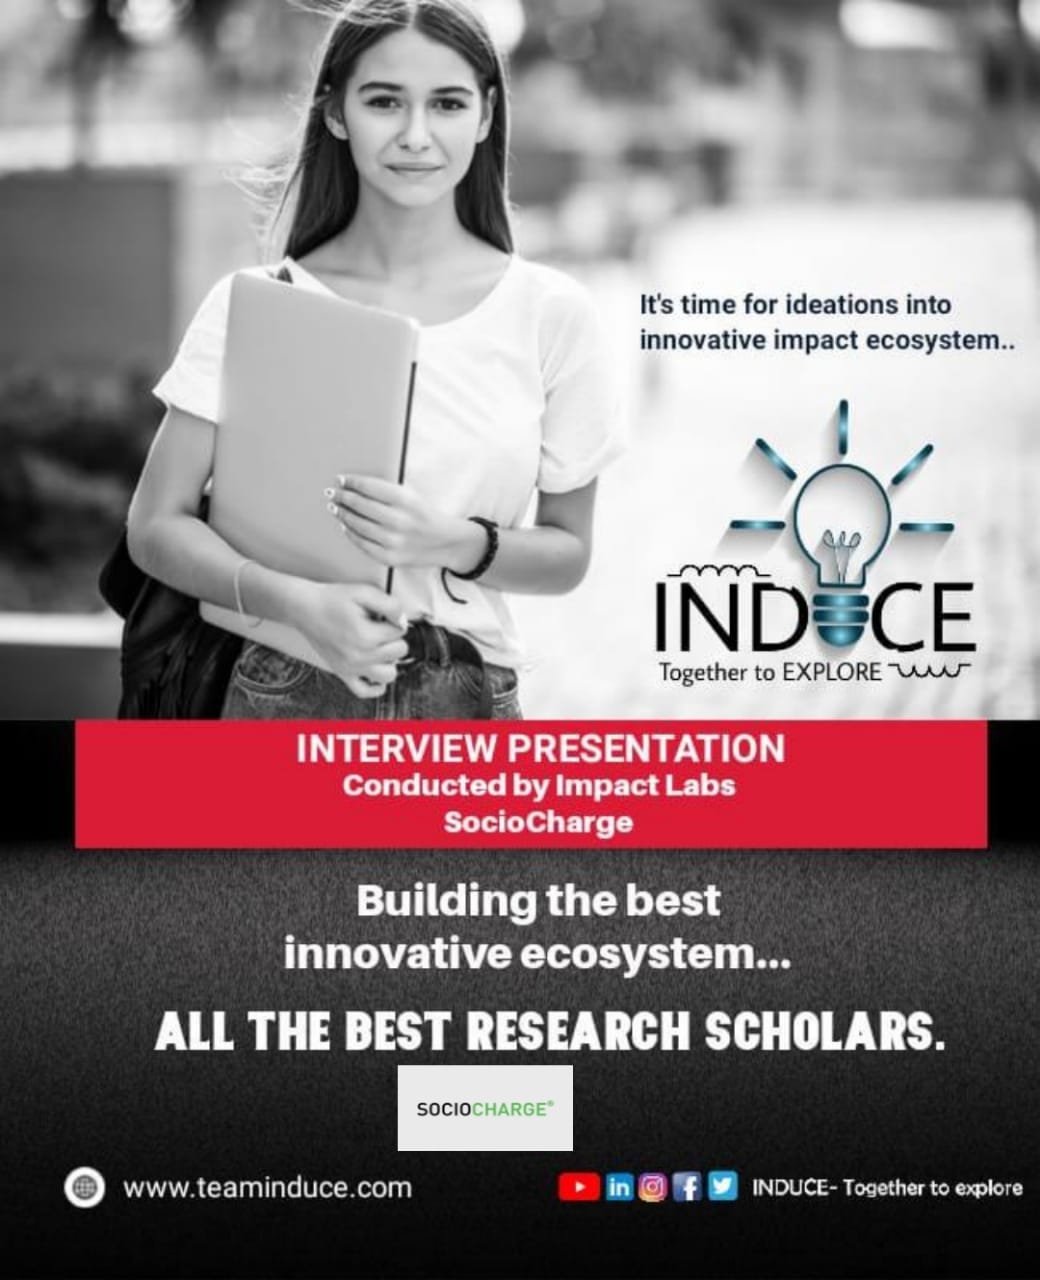 It's time for ideations into
innovative impact ecosystem..
INDUCE
Together to EXPLORE
INTERVIEW PRESENTATION
Conducted by Impact Labs
SocioCharge
Building the best
innovative ecosystem...
ALL THE BEST RESEARCH SCHOLARS.
SOCIOCHARGE®
www.teaminduce.com
in
INDUCE- Together to explore